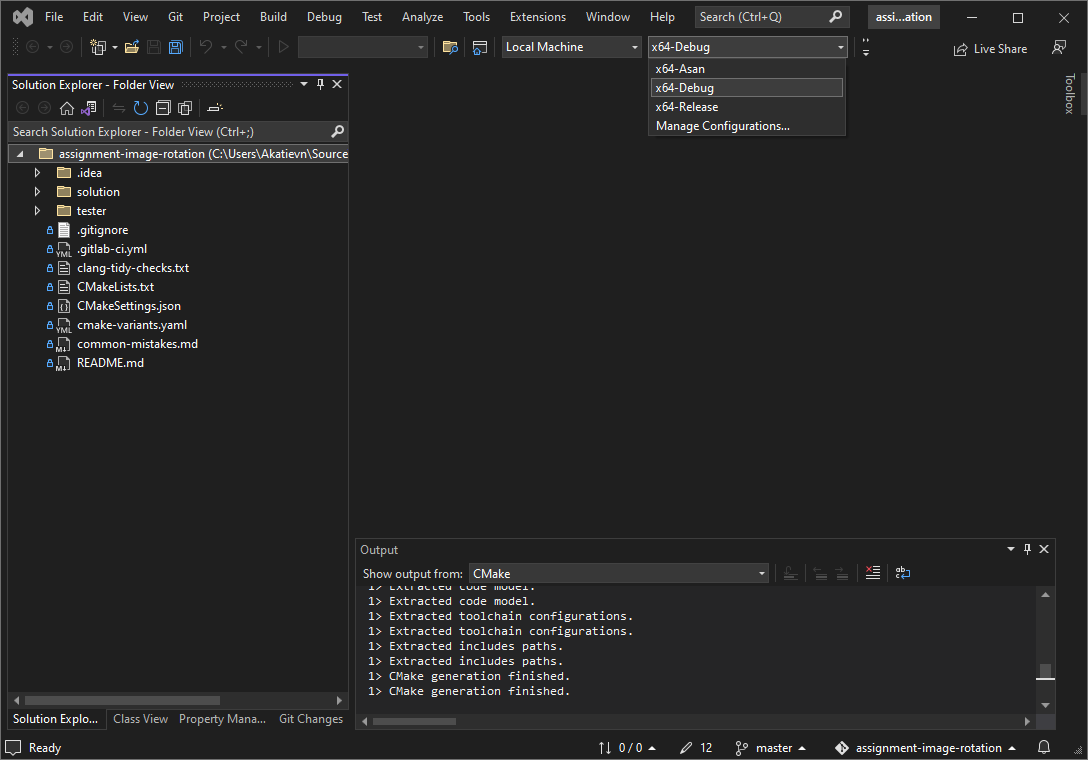 File Edit View Git Project Build Debug Test Analyze Tools Extensions Window Help Search (Ctrl+Q) assi...ation
Local Machine x64-Debug Live Share
x64-Asan
x64-Debug
x64-Release
Manage Configurations...
Toolbox
Solution Explorer - Folder View
Search Solution Explorer - Folder View (Ctrl+;)
assignment-image-rotation (C:\Users\Akatievn\Source
.idea
solution
tester
.gitignore
YML .gitlab-ci.yml
clang-tidy-checks.txt
CMakeLists.txt
CMakeSettings.json
YML cmake-variants.yaml
M↓ common-mistakes.md
M↓ README.md
Solution Explo... Class View Property Mana... Git Changes
Output
Show output from: CMake
1> Extracted code model.
1> Extracted code model.
1> Extracted toolchain configurations.
1> Extracted toolchain configurations.
1> Extracted includes paths.
1> Extracted includes paths.
1> CMake generation finished.
1> CMake generation finished.
Ready 0 / 0 12 master assignment-image-rotation